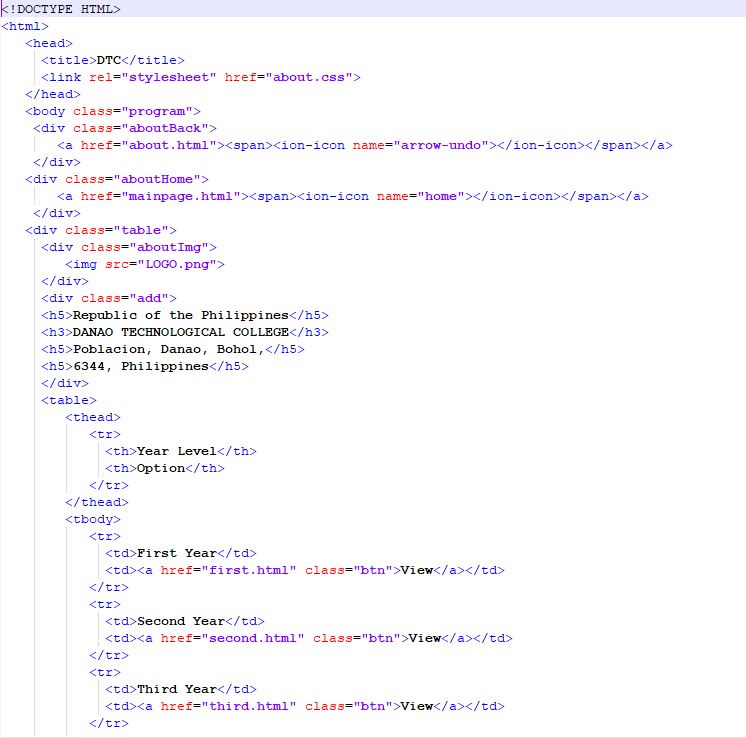 <!DOCTYPE HTML>
<html>
<head>
<title>DTC</title>
<link rel="stylesheet" href="about.css">
</head>
<body class="program">
<div class="aboutBack">
<a href="about.html"><span><ion-icon name="arrow-undo"></ion-icon></span></a>
</div>
<div class="aboutHome">
<a href="mainpage.html"><span><ion-icon name="home"></ion-icon></span></a>
</div>
<div class="table">
<div class="aboutImg">
<img src="LOGO.png">
</div>
<div class="add">
<h5>Republic of the Philippines</h5>
<h3>DANAO TECHNOLOGICAL COLLEGE</h3>
<h5>Poblacion, Danao, Bohol,</h5>
<h5>6344, Philippines</h5>
</div>
<table>
<thead>
<tr>
<th>Year Level</th>
<th>Option</th>
</tr>
</thead>
<tbody>
<tr>
<td>First Year</td>
<td><a href="first.html" class="btn">View</a></td>
</tr>
<tr>
<td>Second Year</td>
<td><a href="second.html" class="btn">View</a></td>
</tr>
<tr>
<td>Third Year</td>
<td><a href="third.html" class="btn">View</a></td>
</tr>